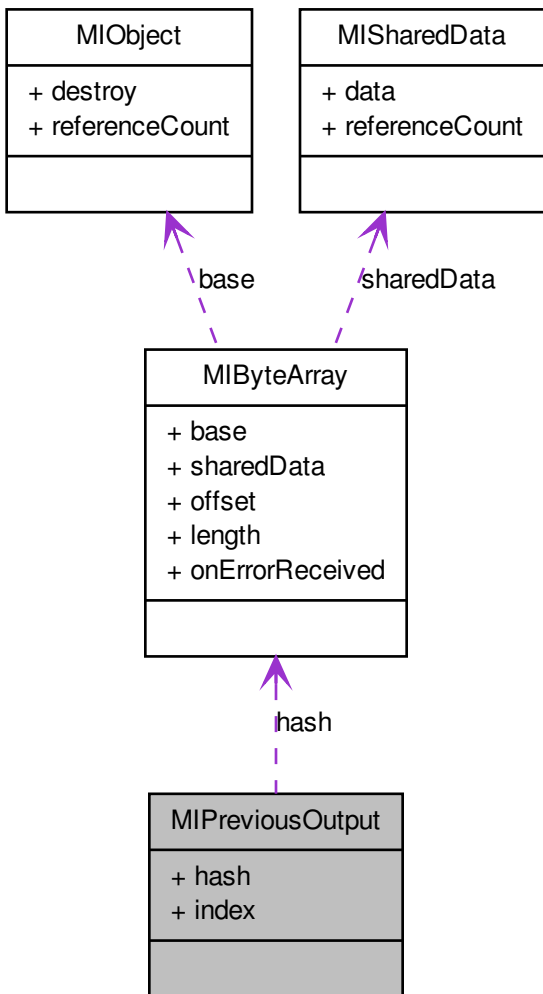 MIObject
+ destroy
+ referenceCount
MISharedData
+ data
+ referenceCount
base
sharedData
MIByteArray
+ base
+ sharedData
+ offset
+ length
+ onErrorReceived
hash
MIPreviousOutput
+ hash
+ index